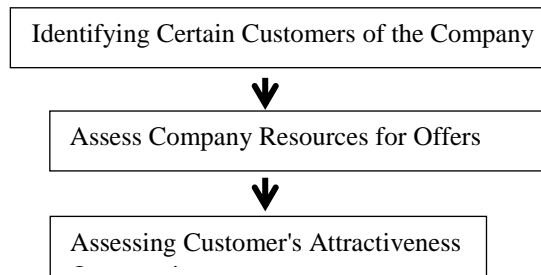 Identifying Certain Customers of the Company
Assess Company Resources for Offers
Assessing Customer's Attractiveness